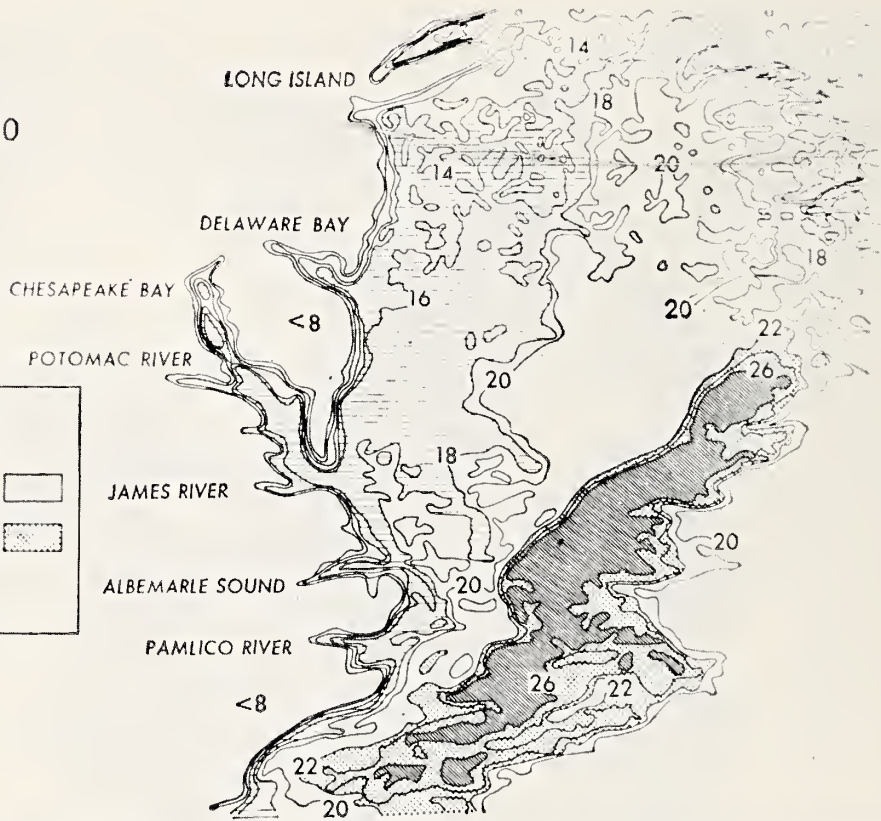 14
LONG ISLAND
18
0
14
20
DELAWARE BAY
18
CHESAPEAKE BAY
16
<8
20
22
POTOMAC RIVER
26
20
18
JAMES RIVER
20
ALBEMARLE SOUND
20
PAMLICO RIVER
26
22
<8
22
20